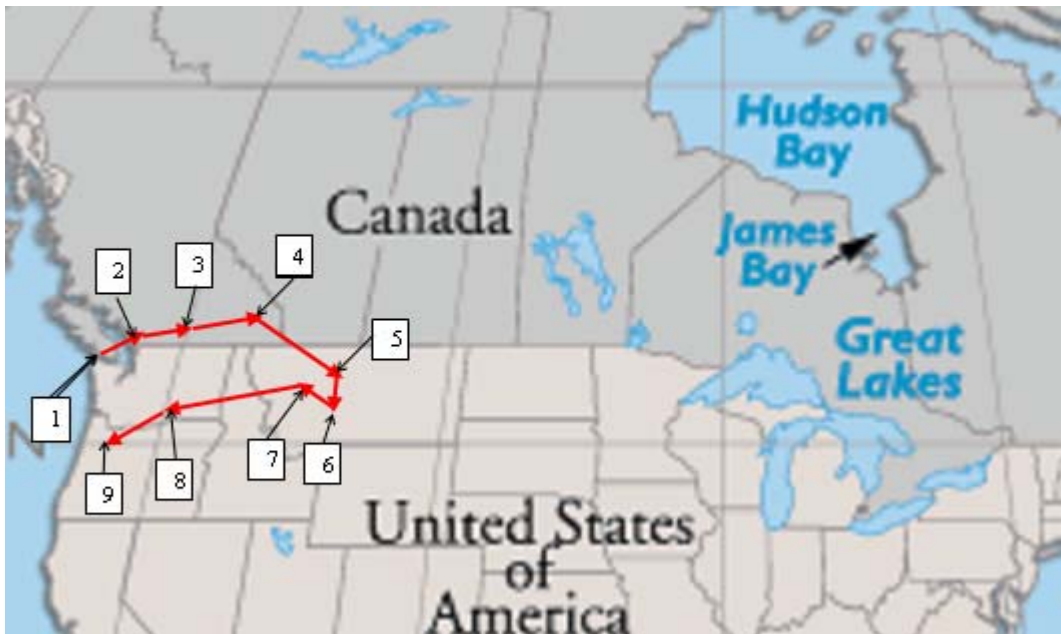 Hudson
Bay
Canada
James
Bay
2
3
4
5
Great
Lakes
1
N
7
6
8
9
United States
of
America